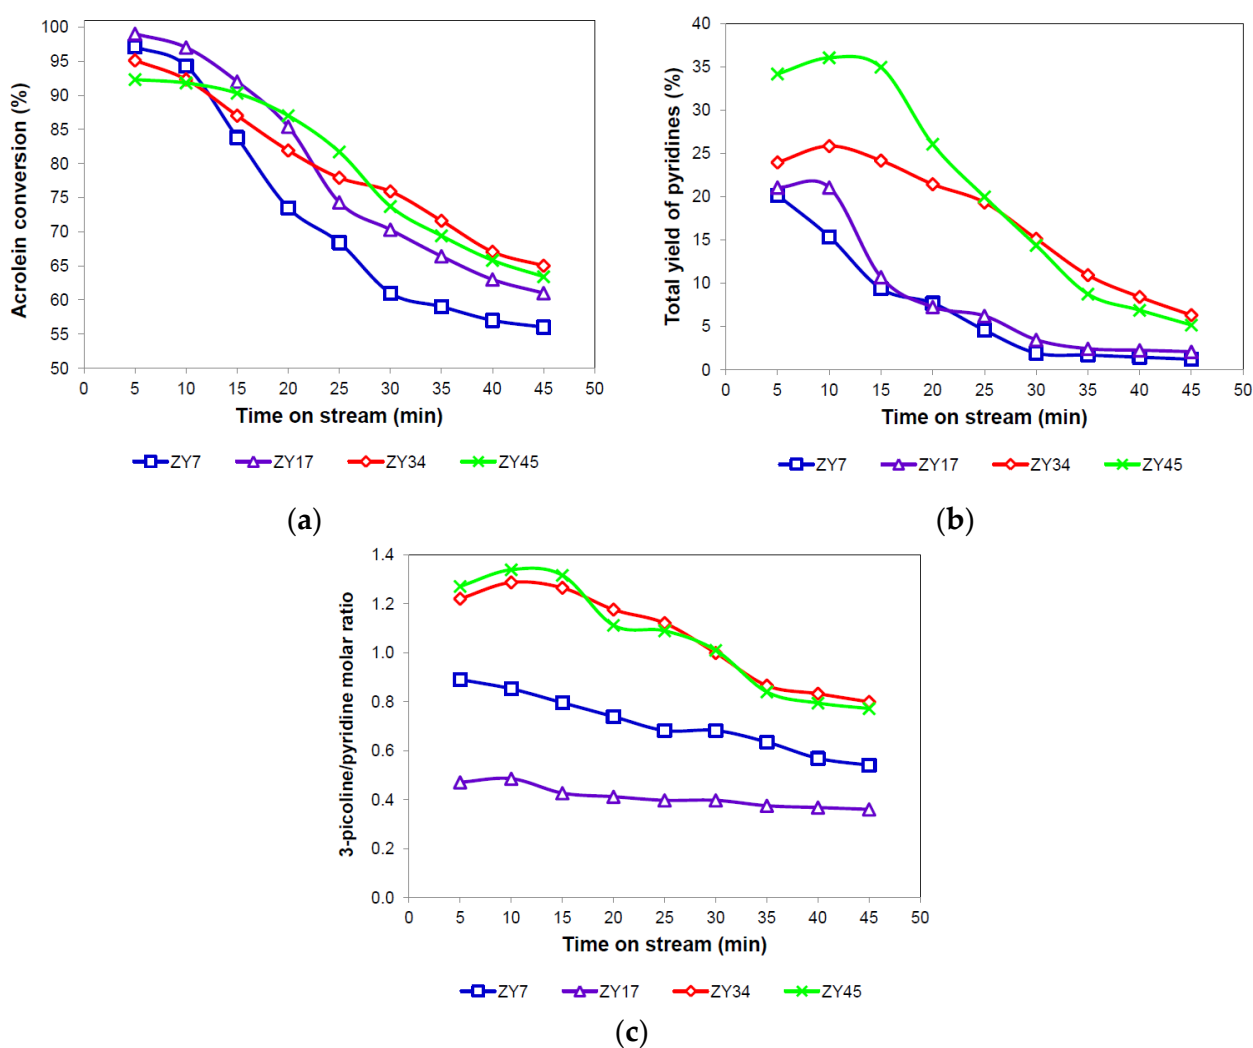 100
95
90
85
80
75
70
65
60
55
50
Acrolein conversion (%)
0 5 10 15 20 25 30 35 40 45 50
Time on stream (min)
ZY7 ZY17 ZY34 ZY45
(a)
40
35
30
25
20
15
10
5
0
Total yield of pyridines (%)
0 5 10 15 20 25 30 35 40 45 50
Time on stream (min)
ZY7 ZY17 ZY34 ZY45
(b)
1.4
1.2
1.0
0.8
0.6
0.4
0.2
0.0
3-picoline/pyridine molar ratio
0 5 10 15 20 25 30 35 40 45 50
Time on stream (min)
ZY7 ZY17 ZY34 ZY45
(c)